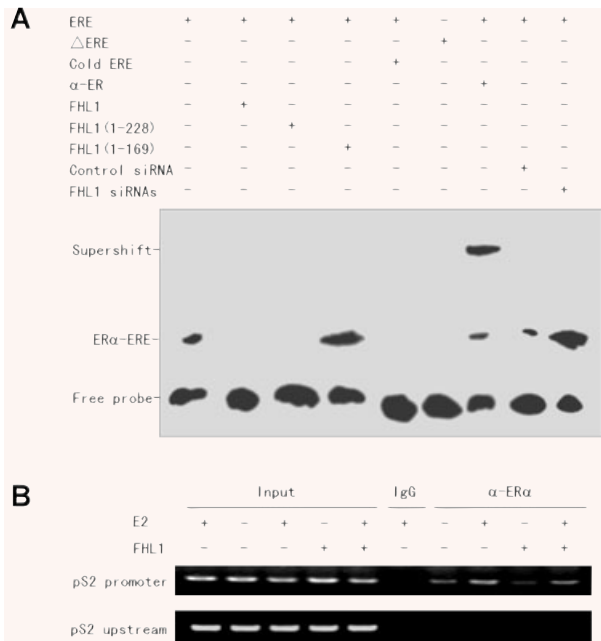 A
ERE + + + + + - + + +
△ERE - - - - - + - - -
Cold ERE - - - - + - - - -
α-ER - - - - - - + - -
FHL1 - + - - - - - - -
FHL1(1-228) - - + - - - - - -
FHL1(1-169) - - - + - - - - -
Control siRNA - - - - - - - + -
FHL1 siRNAs - - - - - - - - +
Supershift-
ERα-ERE-
Free probe-
B
Input IgG α-ERα
E2 + - + - + + - + - +
FHL1 - - - + + - - - + +
pS2 promoter
pS2 upstream